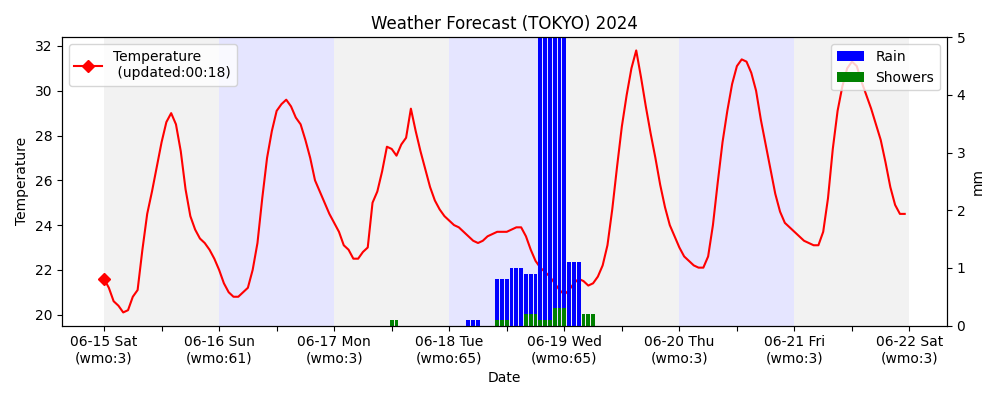 Weather Forecast (TOKYO) 2024
Temperature
(updated:00:18)
Rain
Showers
32
30
28
26
24
22
20
Temperature
5
4
3
2
1
0
mm
06-15 Sat
(wmo:3)
06-16 Sun
(wmo:61)
06-17 Mon
(wmo:3)
06-18 Tue
(wmo:65)
06-19 Wed
(wmo:65)
06-20 Thu
(wmo:3)
06-21 Fri
(wmo:3)
06-22 Sat
(wmo:3)
Date